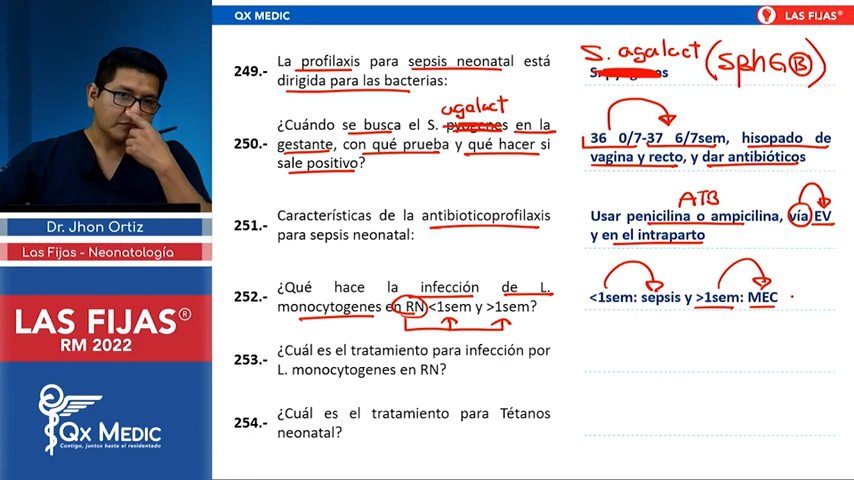 QX MEDIC
LAS FIJAS®
249.-
La profilaxis para sepsis neonatal está
dirigida para las bacterias:
S. agalact (SβhGB)
agalact
250.-
¿Cuándo se busca el S. pyogenes en la
gestante, con qué prueba y qué hacer si
sale positivo?
36 0/7-37 6/7sem, hisopado de
vagina y recto, y dar antibióticos
251.-
Características de la antibioticoprofilaxis
para sepsis neonatal:
ATB
Usar penicilina o ampicilina, vía EV
y en el intraparto
252.-
¿Qué hace la infección de L.
monocytogenes en RN <1sem y >1sem?
<1sem: sepsis y >1sem: MEC
253.-
¿Cuál es el tratamiento para infección por
L. monocytogenes en RN?
254.-
¿Cuál es el tratamiento para Tétanos
neonatal?
Dr. Jhon Ortiz
Las Fijas - Neonatología
LAS FIJAS®
RM 2022
QX MEDIC
Contigo, juntos hasta el residentado